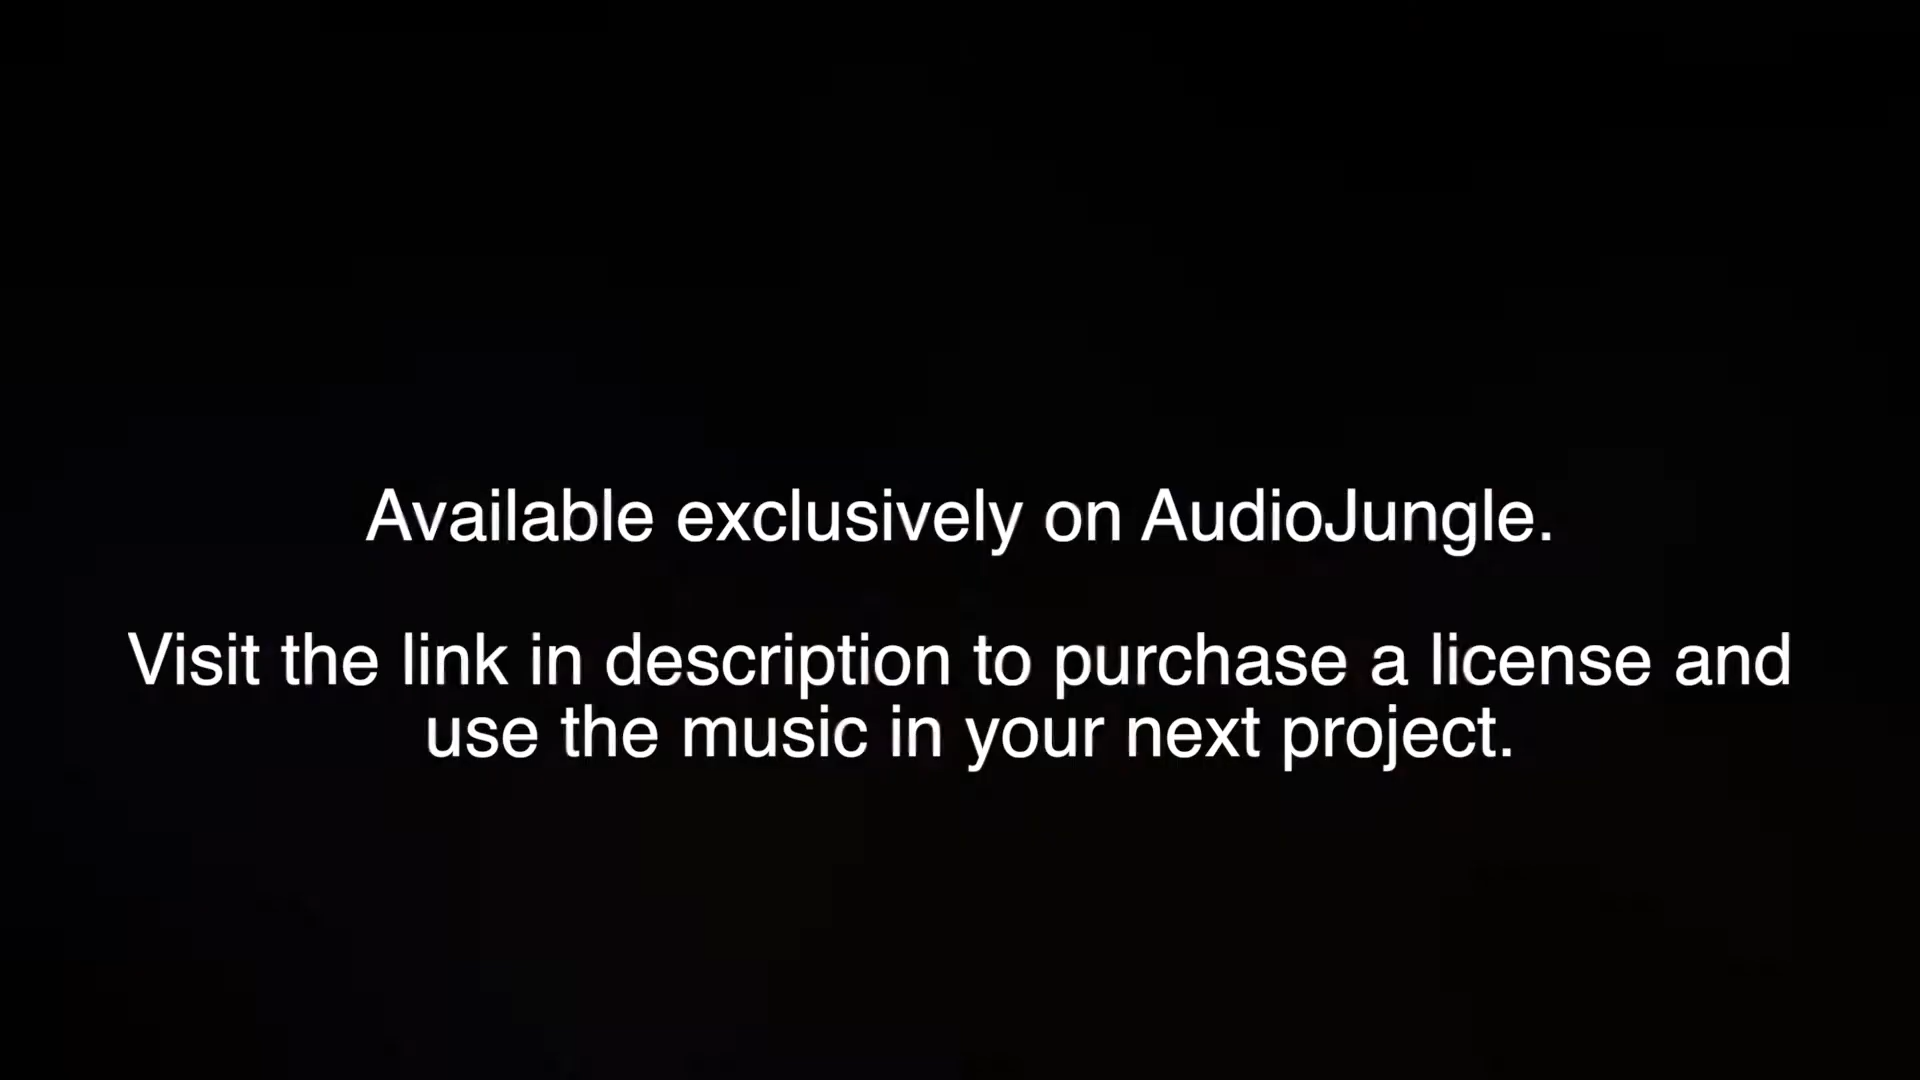 Available exclusively on AudioJungle.
Visit the link in description to purchase a license and
use the music in your next project.